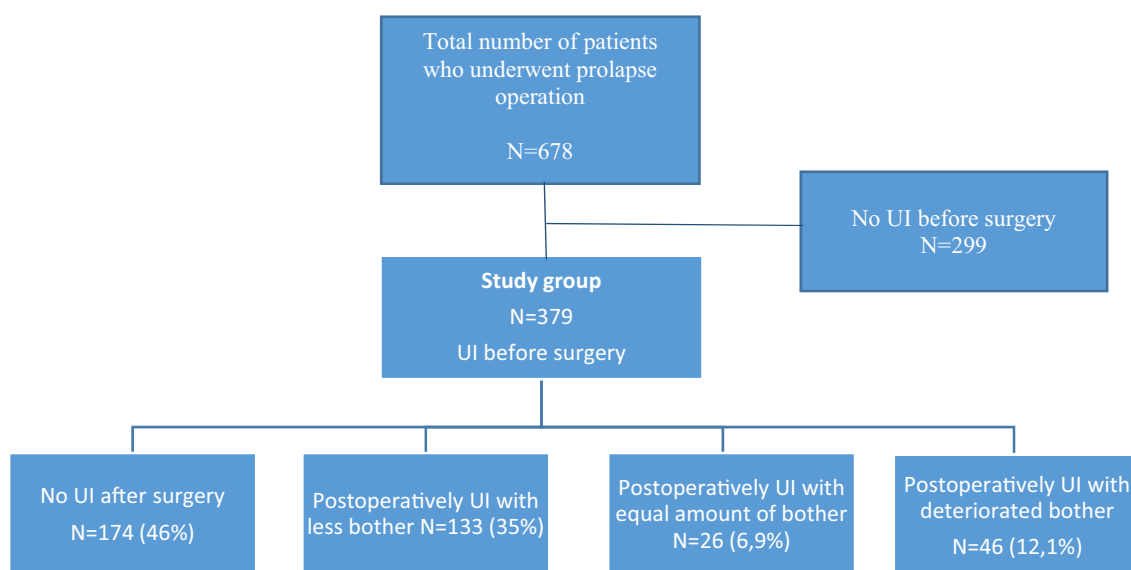 Total number of patients
who underwent prolapse
operation
N=678
No UI before surgery
N=299
Study group
N=379
UI before surgery
No UI after surgery
N=174 (46%)
Postoperatively UI with
less bother N=133 (35%)
Postoperatively UI with
equal amount of bother
N=26 (6,9%)
Postoperatively UI with
deteriorated bother
N=46 (12,1%)